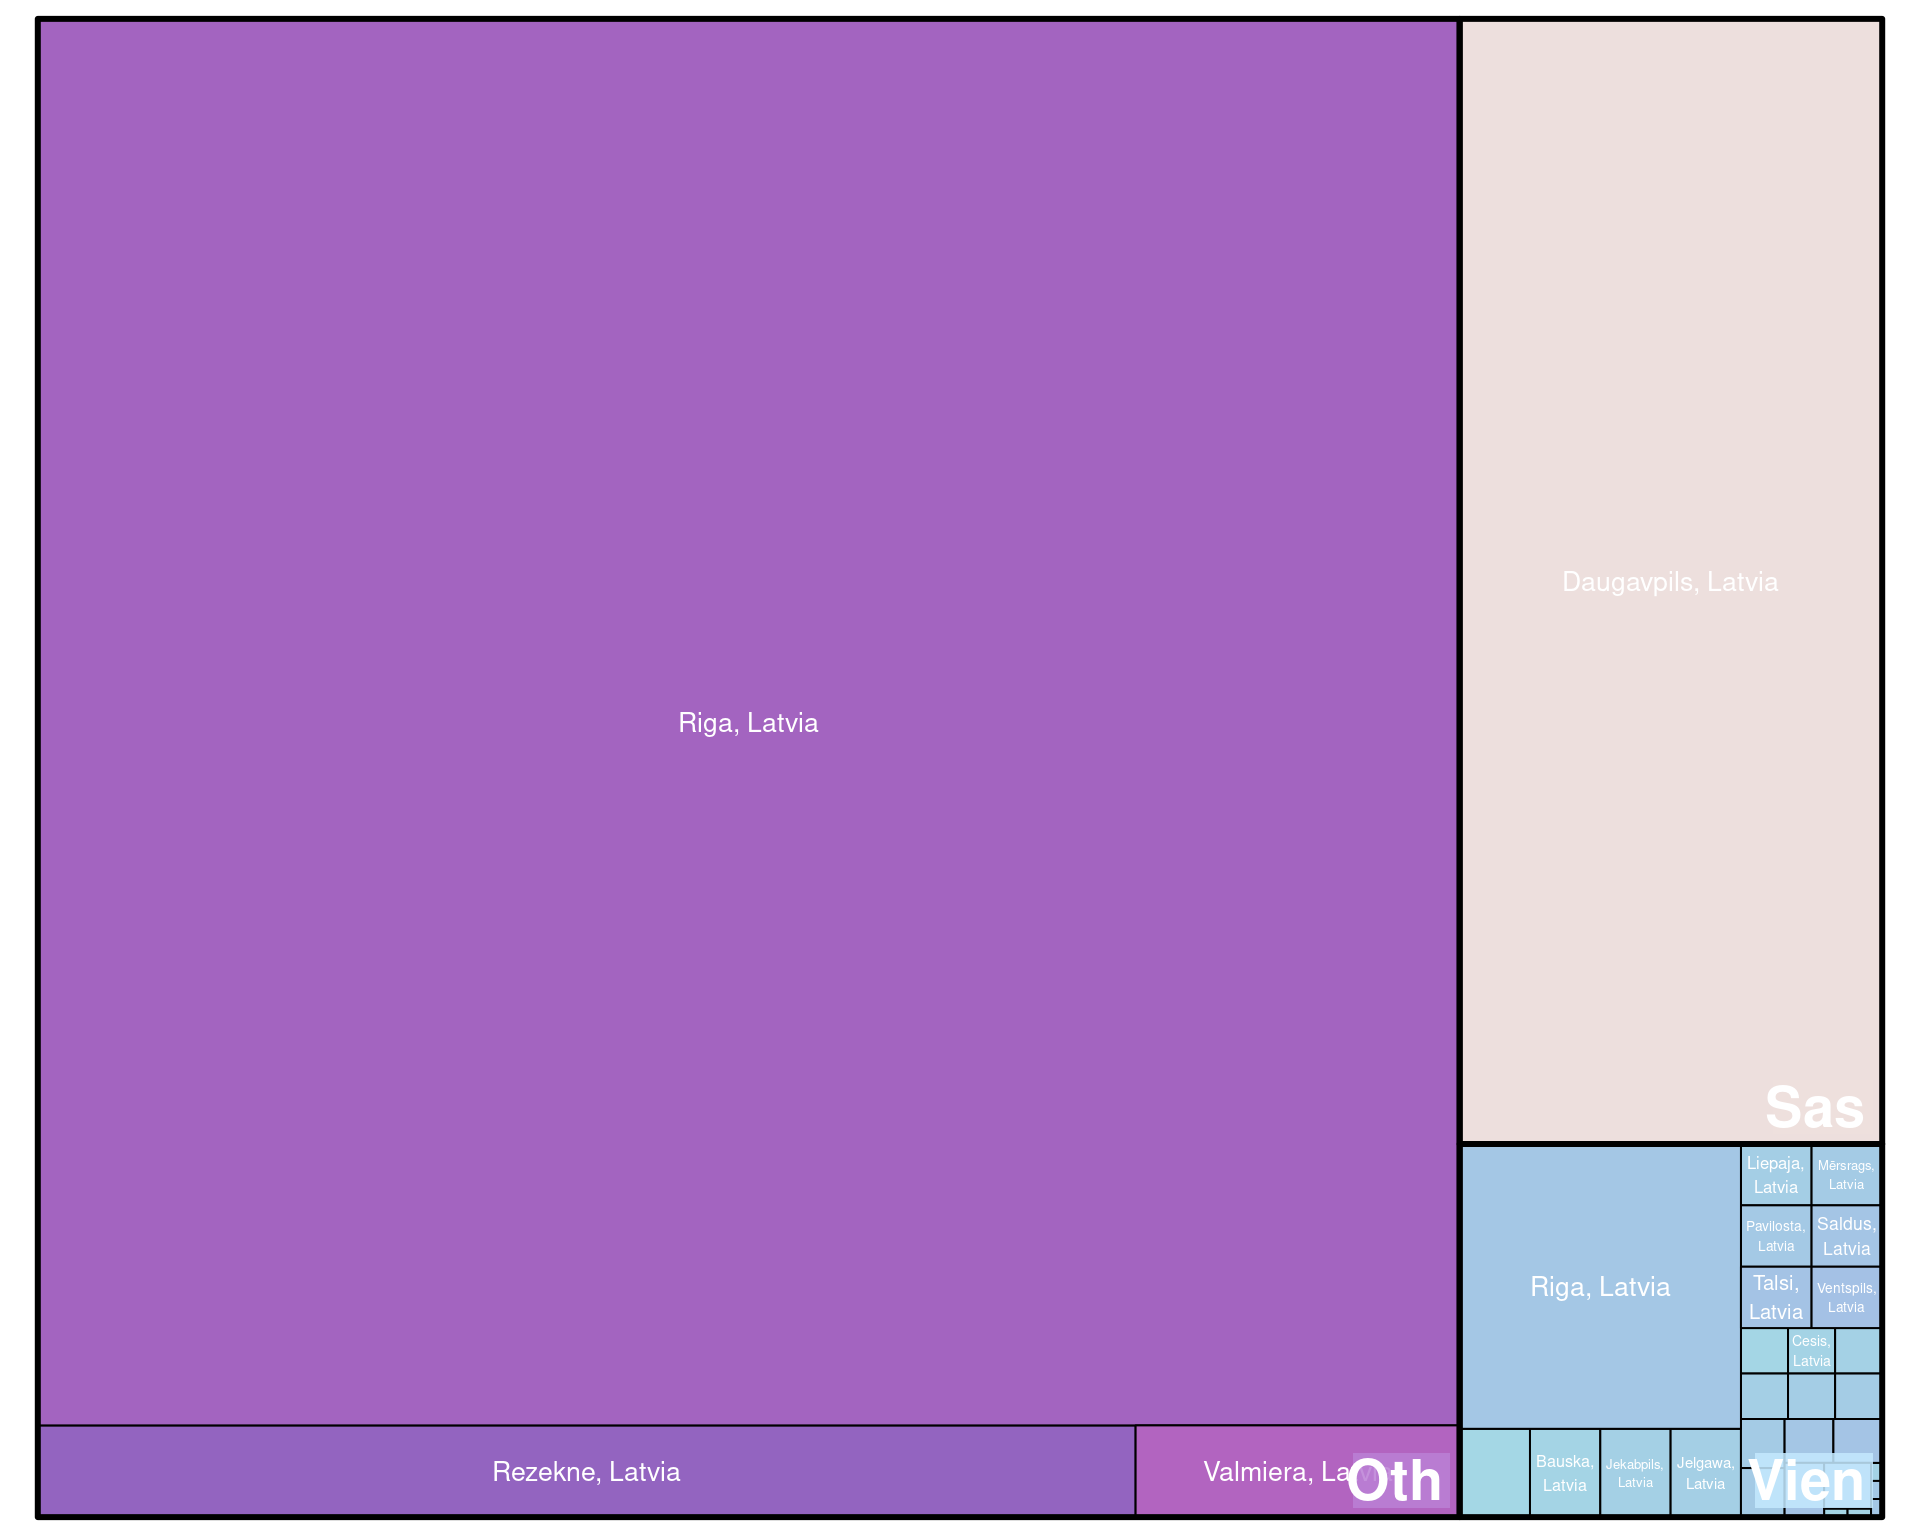 Riga, Latvia
Rezekne, Latvia
Valmiera, La
Oth
Daugavpils, Latvia
Sas
Riga, Latvia
Liepaja,
Latvia
Mērsrags,
Latvia
Pavilosta,
Latvia
Saldus,
Latvia
Talsi,
Latvia
Ventspils,
Latvia
Cesis,
Latvia
Bauska,
Latvia
Jekabpils,
Latvia
Jelgawa,
Latvia
Vien